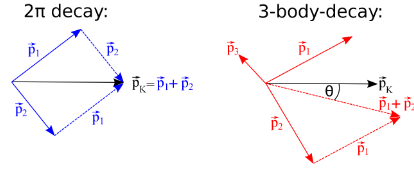 2π decay:
3-body-decay:
p⃗₁
p⃗₂
p⃗K=p⃗₁+p⃗₂
p⃗₂
p⃗₁
p⃗₃
p⃗₁
p⃗K
θ
p⃗₁+p⃗₂
p⃗₂
p⃗₁